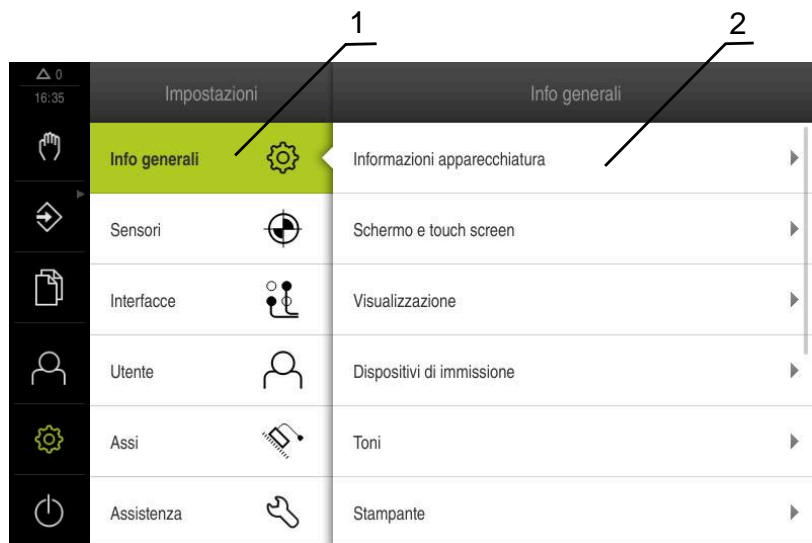 1
2
0
16:35
Impostazioni
Info generali
Info generali
Sensori
Interfacce
Utente
Assi
Assistenza
Informazioni apparecchiatura
Schermo e touch screen
Visualizzazione
Dispositivi di immissione
Toni
Stampante